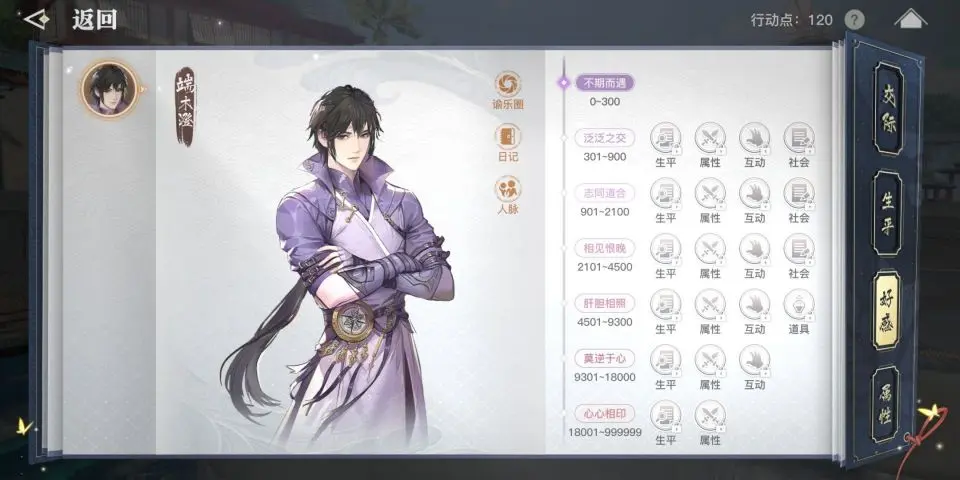 返回
行动点：120
?
端木澄
谕乐圈
日记
人脉
不期而遇
0~300
泛泛之交
301~900
生平 属性 互动 社会
志同道合
901~2100
生平 属性 互动 社会
相见恨晚
2101~4500
生平 属性 互动 社会
肝胆相照
4501~9300
生平 属性 互动 道具
莫逆于心
9301~18000
生平 属性 互动
心心相印
18001~999999
生平 属性
交际
生平
好感
属性